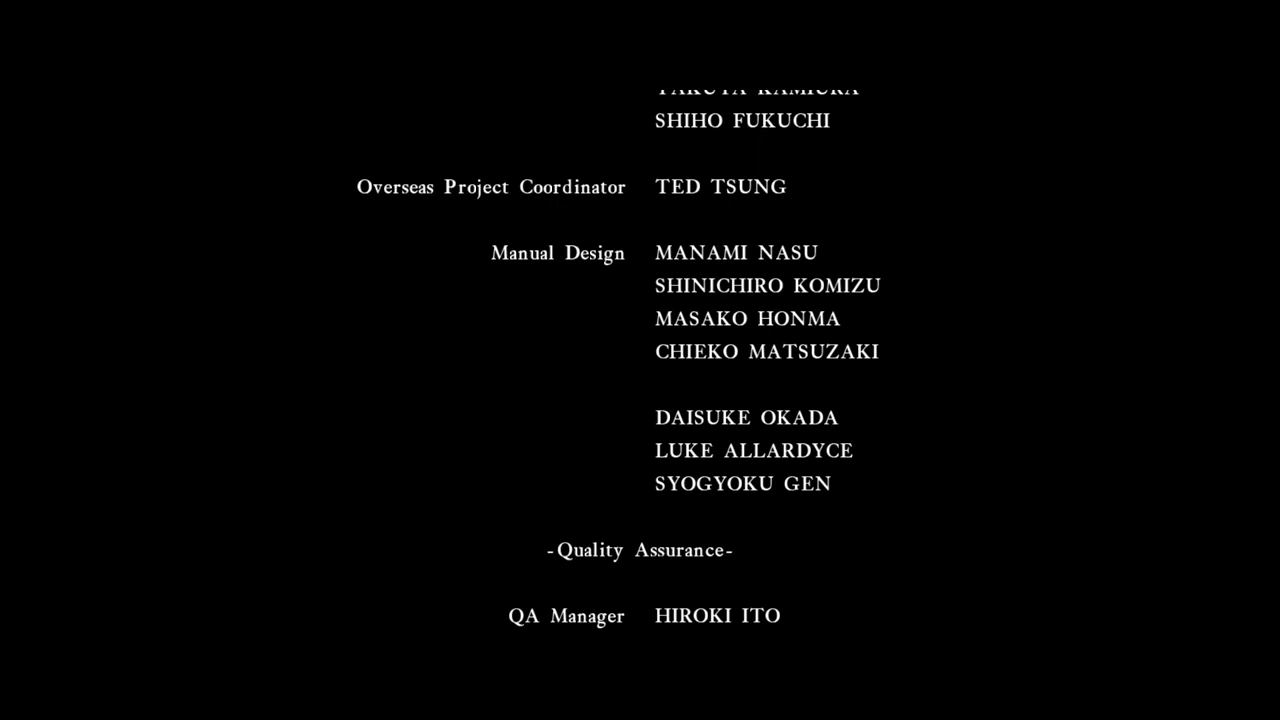 SHIHO FUKUCHI
Overseas Project Coordinator TED TSUNG
Manual Design MANAMI NASU
SHINICHIRO KOMIZU
MASAKO HONMA
CHIEKO MATSUZAKI
DAISUKE OKADA
LUKE ALLARDYCE
SYOGYOKU GEN
-Quality Assurance-
QA Manager HIROKI ITO